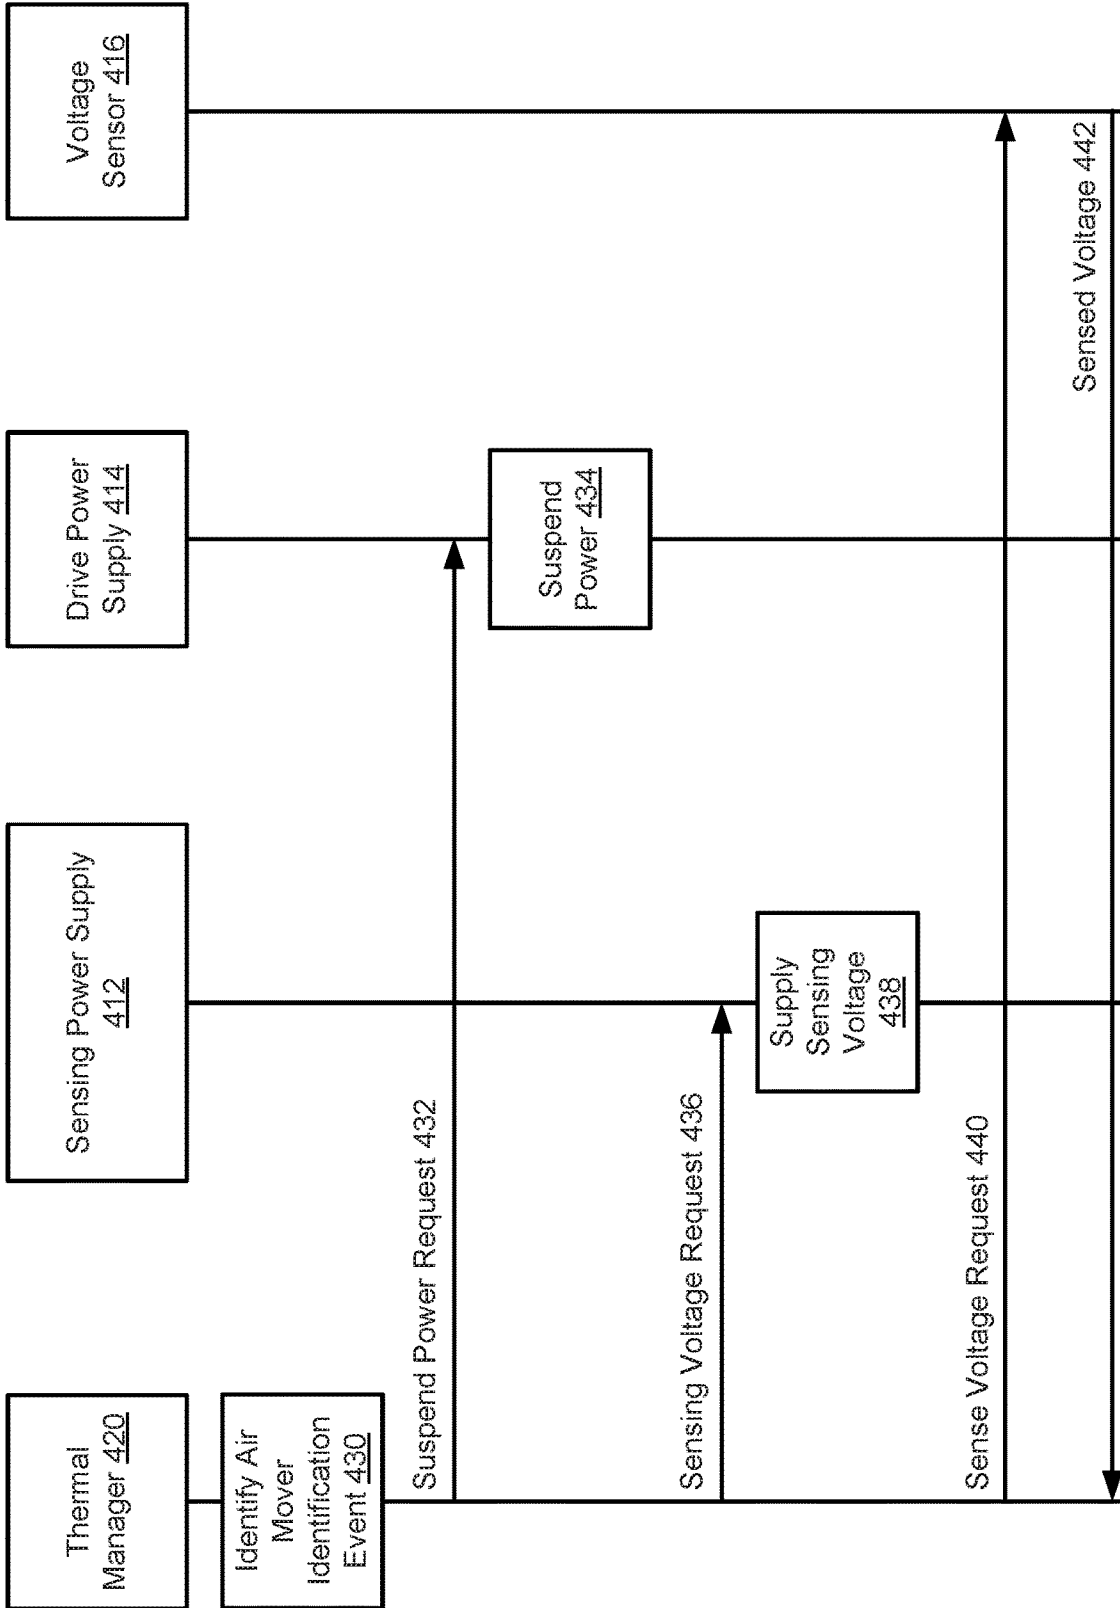 Thermal
Manager 420
Sensing Power Supply
412
Drive Power
Supply 414
Voltage
Sensor 416
Identify Air
Mover
Identification
Event 430
Suspend Power Request 432
Suspend
Power 434
Sensing Voltage Request 436
Supply
Sensing
Voltage
438
Sense Voltage Request 440
Sensed Voltage 442